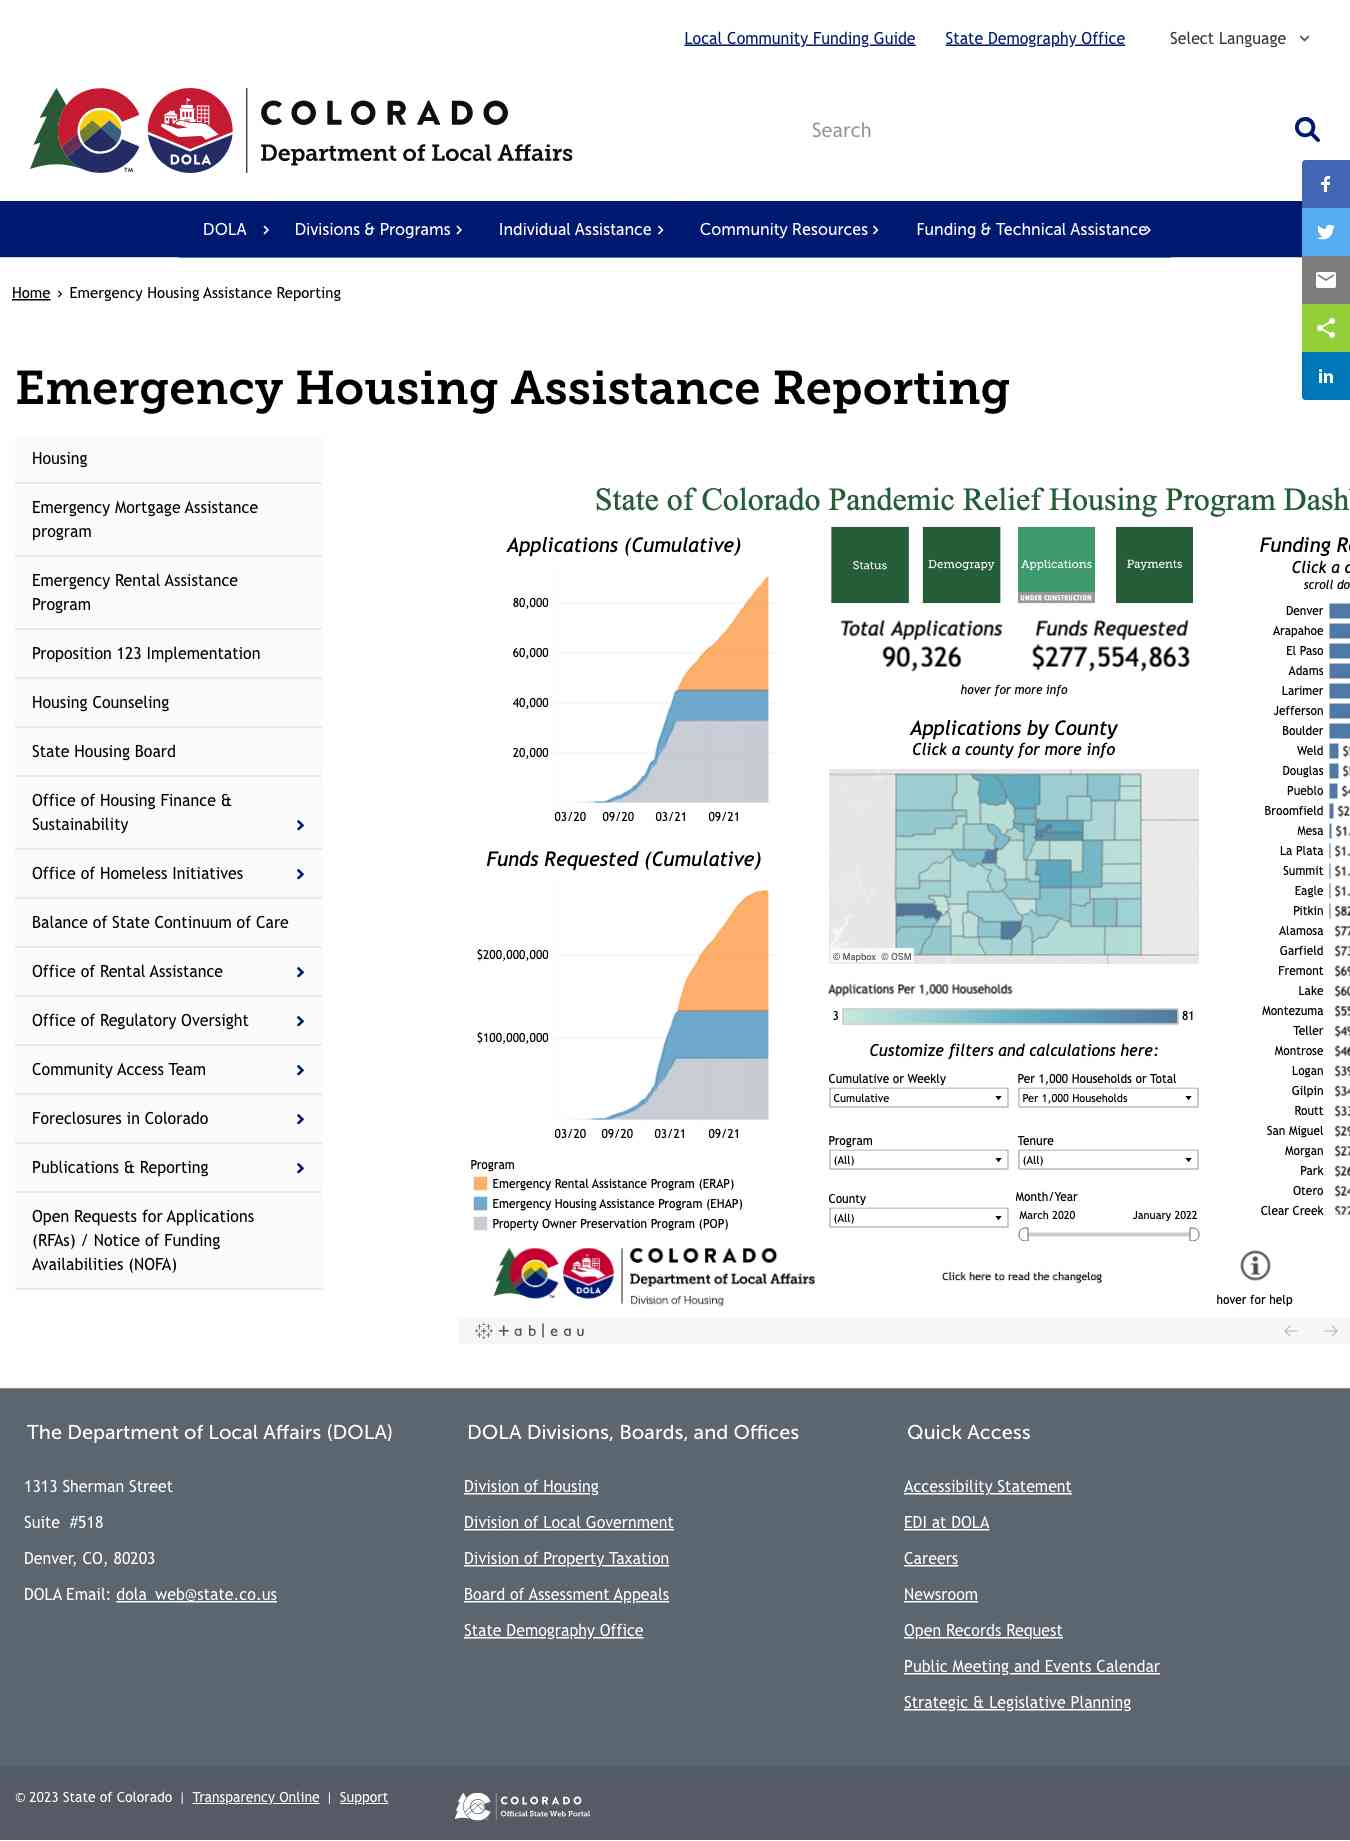 Local Community Funding Guide State Demography Office Select Language
COLORADO
Department of Local Affairs
DOLA
TM
Search
DOLA Divisions & Programs Individual Assistance Community Resources Funding & Technical Assistance
Home › Emergency Housing Assistance Reporting
Emergency Housing Assistance Reporting
Housing
Emergency Mortgage Assistance
program
Emergency Rental Assistance
Program
Proposition 123 Implementation
Housing Counseling
State Housing Board
Office of Housing Finance &
Sustainability
Office of Homeless Initiatives
Balance of State Continuum of Care
Office of Rental Assistance
Office of Regulatory Oversight
Community Access Team
Foreclosures in Colorado
Publications & Reporting
Open Requests for Applications
(RFAs) / Notice of Funding
Availabilities (NOFA)
State of Colorado Pandemic Relief Housing Program Dash
Applications (Cumulative)
80,000
60,000
40,000
20,000
03/20 09/20 03/21 09/21
Funds Requested (Cumulative)
$200,000,000
$100,000,000
03/20 09/20 03/21 09/21
Program
Emergency Rental Assistance Program (ERAP)
Emergency Housing Assistance Program (EHAP)
Property Owner Preservation Program (POP)
COLORADO
Department of Local Affairs
Division of Housing
DOLA
Status Demograpy Applications Payments
UNDER CONSTRUCTION
Total Applications Funds Requested
90,326 $277,554,863
hover for more info
Applications by County
Click a county for more info
© Mapbox © OSM
Applications Per 1,000 Households
3 81
Customize filters and calculations here:
Cumulative or Weekly Per 1,000 Households or Total
Cumulative Per 1,000 Households
Program Tenure
(All) (All)
County Month/Year
(All) March 2020 January 2022
Click here to read the changelog
Funding R
Click a c
scroll do
Denver
Arapahoe
El Paso
Adams
Larimer
Jefferson
Boulder
Weld $
Douglas $
Pueblo $4
Broomfield $2
Mesa $1.
La Plata $1.
Summit $1.
Eagle $1.
Pitkin $82
Alamosa $77
Garfield $73
Fremont $69
Lake $60
Montezuma $55
Teller $49
Montrose $46
Logan $39
Gilpin $34
Routt $33
San Miguel $29
Morgan $27
Park $26
Otero $24
Clear Creek $22
hover for help
+ableau
The Department of Local Affairs (DOLA)
1313 Sherman Street
Suite #518
Denver, CO, 80203
DOLA Email: dola_web@state.co.us
DOLA Divisions, Boards, and Offices
Division of Housing
Division of Local Government
Division of Property Taxation
Board of Assessment Appeals
State Demography Office
Quick Access
Accessibility Statement
EDI at DOLA
Careers
Newsroom
Open Records Request
Public Meeting and Events Calendar
Strategic & Legislative Planning
© 2023 State of Colorado | Transparency Online | Support
COLORADO
Official State Web Portal